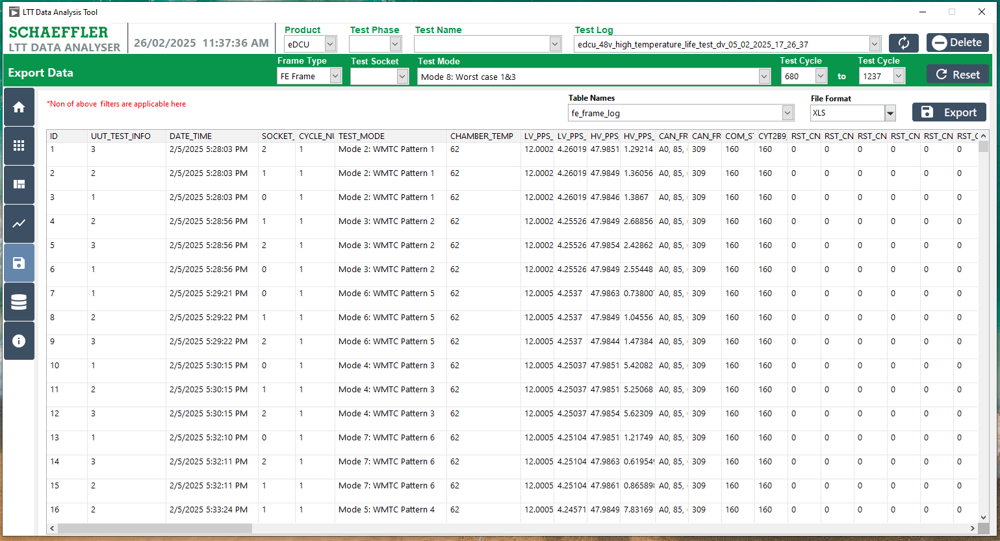 LTT Data Analysis Tool
SCHAEFFLER
LTT DATA ANALYSER
26/02/2025 11:37:36 AM
Product Test Phase Test Name Test Log
eDCU edcu_48v_high_temperature_life_test_dv_05_02_2025_17_26_37 Delete
Export Data
Frame Type Test Socket Test Mode Test Cycle Test Cycle
FE Frame Mode 8: Worst case 1&3 680 to 1237 Reset
*Non of above filters are applicable here
Table Names File Format
fe_frame_log XLS Export
ID UUT_TEST_INFO DATE_TIME SOCKET_ CYCLE_NU TEST_MODE CHAMBER_TEMP LV_PPS_ LV_PPS_ HV_PPS_ HV_PPS_ CAN_FR CAN_FR COM_ST CYT2B9_ RST_CN RST_CN RST_CN RST_CN RST_CN RST_C
1 3 2/5/2025 5:28:03 PM 2 1 Mode 2: WMTC Pattern 1 62 12.0002 4.26019 47.9851 1.29214 A0, 85, 309 160 160 0 0 0 0 0 0
2 2 2/5/2025 5:28:03 PM 1 1 Mode 2: WMTC Pattern 1 62 12.0002 4.26019 47.9849 1.36056 A0, 85, 309 160 160 0 0 0 0 0 0
3 1 2/5/2025 5:28:03 PM 0 1 Mode 2: WMTC Pattern 1 62 12.0002 4.26019 47.9846 1.3867 A0, 85, 309 160 160 0 0 0 0 0 0
4 2 2/5/2025 5:28:56 PM 1 1 Mode 3: WMTC Pattern 2 62 12.0002 4.25526 47.9849 2.68856 A0, 85, 309 160 160 0 0 0 0 0 0
5 3 2/5/2025 5:28:56 PM 2 1 Mode 3: WMTC Pattern 2 62 12.0002 4.25526 47.9854 2.42862 A0, 85, 309 160 160 0 0 0 0 0 0
6 1 2/5/2025 5:28:56 PM 0 1 Mode 3: WMTC Pattern 2 62 12.0002 4.25526 47.9849 2.55448 A0, 85, 309 160 160 0 0 0 0 0 0
7 1 2/5/2025 5:29:21 PM 0 1 Mode 6: WMTC Pattern 5 62 12.0005 4.2537 47.9863 0.738007 A0, 85, 309 160 160 0 0 0 0 0 0
8 2 2/5/2025 5:29:22 PM 1 1 Mode 6: WMTC Pattern 5 62 12.0005 4.2537 47.9849 1.04556 A0, 85, 309 160 160 0 0 0 0 0 0
9 3 2/5/2025 5:29:22 PM 2 1 Mode 6: WMTC Pattern 5 62 12.0005 4.2537 47.9844 1.47384 A0, 85, 309 160 160 0 0 0 0 0 0
10 1 2/5/2025 5:30:15 PM 0 1 Mode 4: WMTC Pattern 3 62 12.0005 4.25037 47.9851 5.42082 A0, 85, 309 160 160 0 0 0 0 0 0
11 2 2/5/2025 5:30:15 PM 1 1 Mode 4: WMTC Pattern 3 62 12.0005 4.25037 47.9851 5.25068 A0, 85, 309 160 160 0 0 0 0 0 0
12 3 2/5/2025 5:30:15 PM 2 1 Mode 4: WMTC Pattern 3 62 12.0005 4.25037 47.9854 5.62309 A0, 85, 309 160 160 0 0 0 0 0 0
13 1 2/5/2025 5:32:10 PM 0 1 Mode 7: WMTC Pattern 6 62 12.0005 4.25104 47.9851 1.21749 A0, 85, 309 160 160 0 0 0 0 0 0
14 3 2/5/2025 5:32:11 PM 2 1 Mode 7: WMTC Pattern 6 62 12.0005 4.25104 47.9863 0.619549 A0, 85, 309 160 160 0 0 0 0 0 0
15 2 2/5/2025 5:32:11 PM 1 1 Mode 7: WMTC Pattern 6 62 12.0005 4.25104 47.9861 0.865898 A0, 85, 309 160 160 0 0 0 0 0 0
16 2 2/5/2025 5:33:24 PM 1 1 Mode 5: WMTC Pattern 4 62 12.0005 4.24571 47.9849 7.83169 A0, 85, 309 160 160 0 0 0 0 0 0